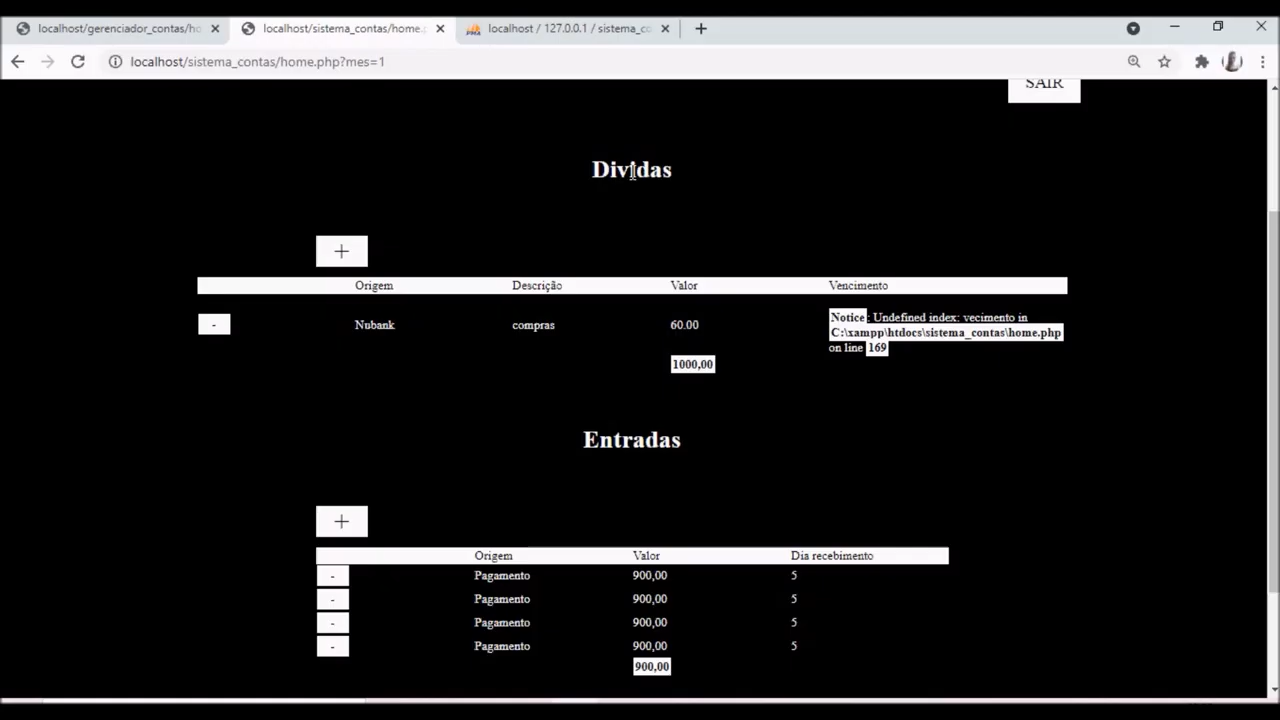 localhost/gerenciador_contas/ho
localhost/sistema_contas/home.
localhost / 127.0.0.1 / sistema_co
localhost/sistema_contas/home.php?mes=1
SAIR
Dividas
+
Origem Descrição Valor Vencimento
- Nubank compras 60.00
Notice : Undefined index: vecimento in
C:\xampp\htdocs\sistema_contas\home.php
on line 169
1000,00
Entradas
+
Origem Valor Dia recebimento
- Pagamento 900,00 5
- Pagamento 900,00 5
- Pagamento 900,00 5
- Pagamento 900,00 5
900,00